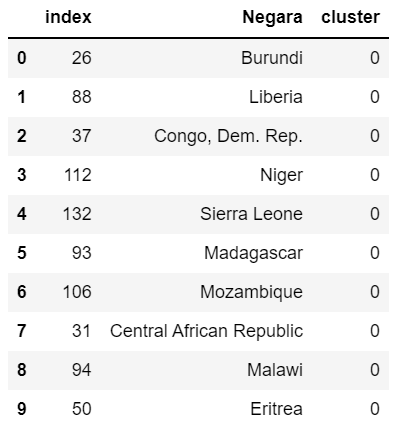 index Negara cluster
0 26 Burundi 0
1 88 Liberia 0
2 37 Congo, Dem. Rep. 0
3 112 Niger 0
4 132 Sierra Leone 0
5 93 Madagascar 0
6 106 Mozambique 0
7 31 Central African Republic 0
8 94 Malawi 0
9 50 Eritrea 0